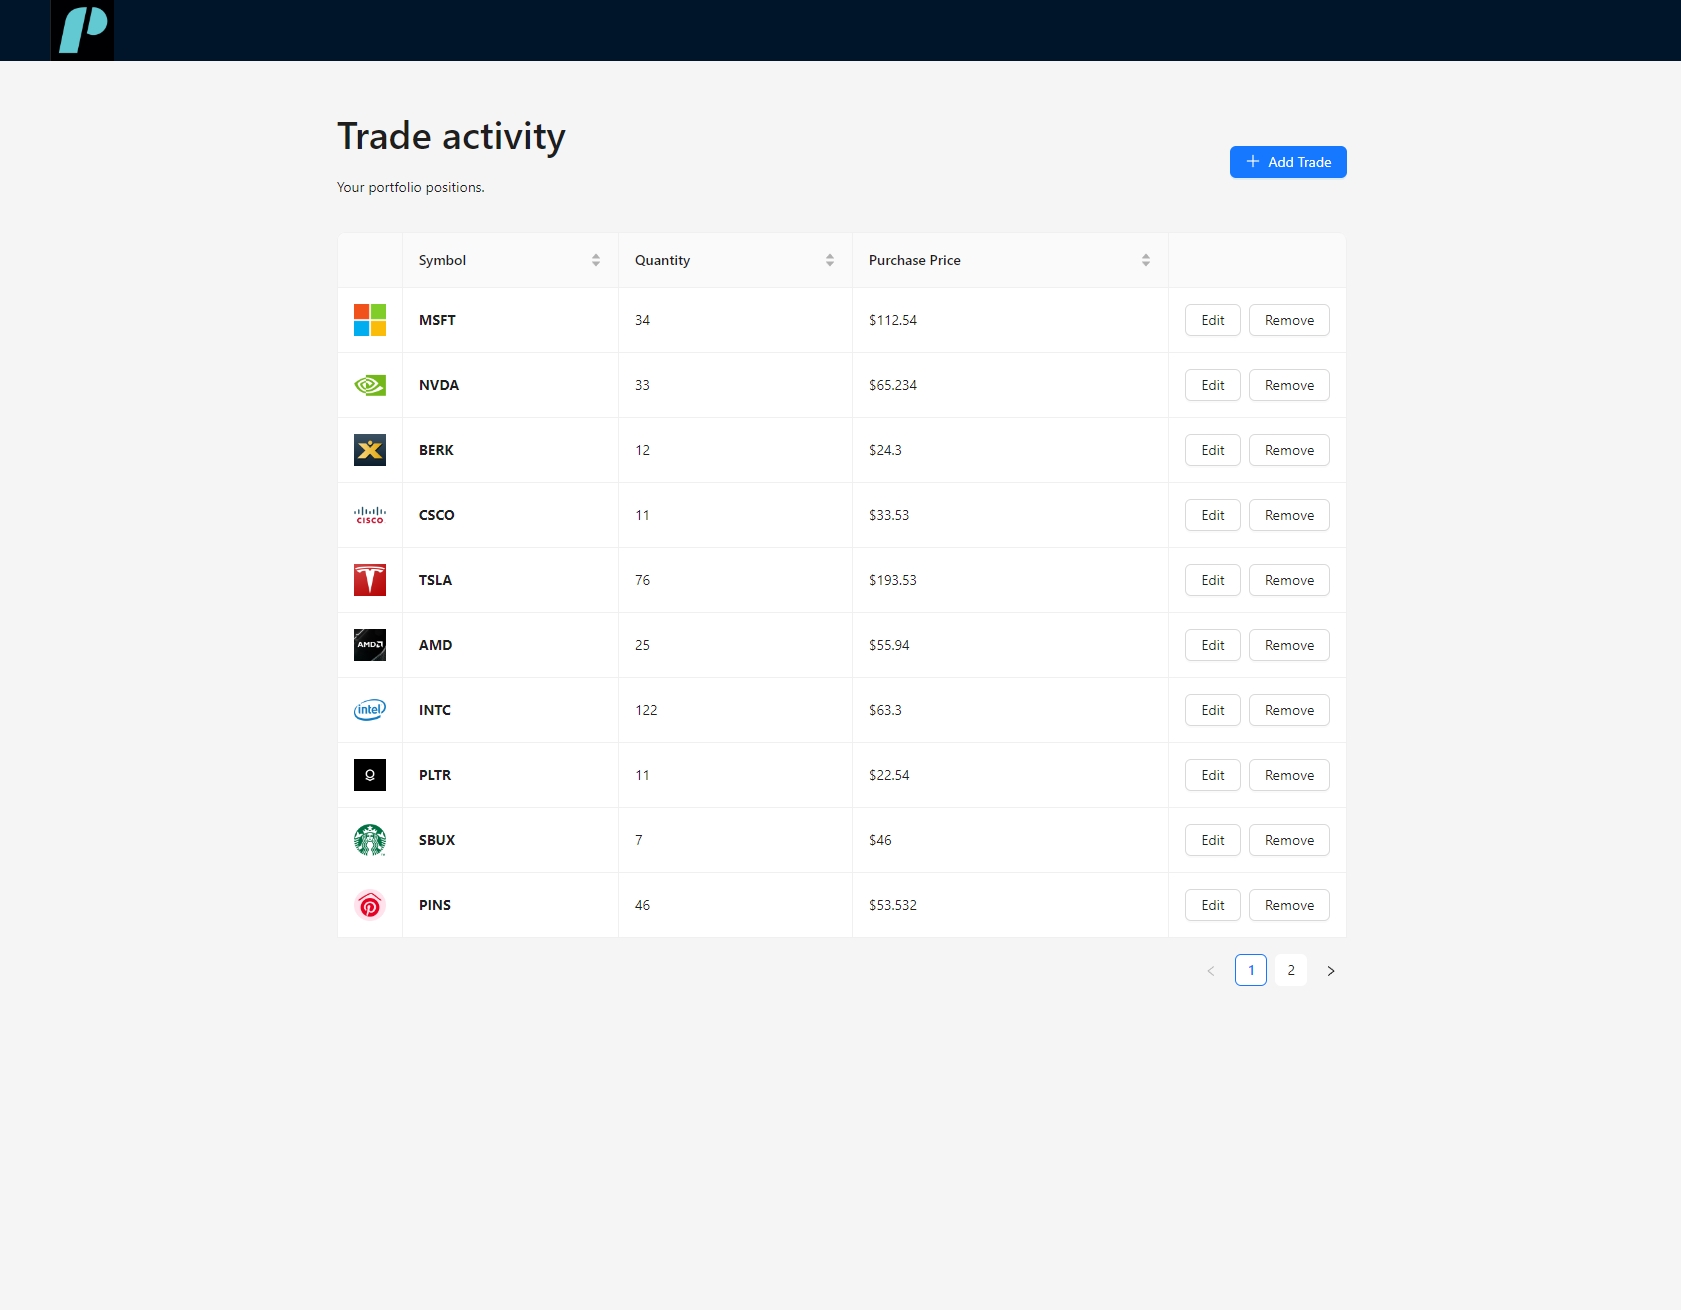 Trade activity
Your portfolio positions.
Add Trade
Symbol Quantity Purchase Price
MSFT 34 $112.54 Edit Remove
NVDA 33 $65.234 Edit Remove
BERK 12 $24.3 Edit Remove
CISCO CSCO 11 $33.53 Edit Remove
TSLA 76 $193.53 Edit Remove
AMD AMD 25 $55.94 Edit Remove
intel INTC 122 $63.3 Edit Remove
PLTR 11 $22.54 Edit Remove
SBUX 7 $46 Edit Remove
PINS 46 $53.532 Edit Remove
< 1 2 >